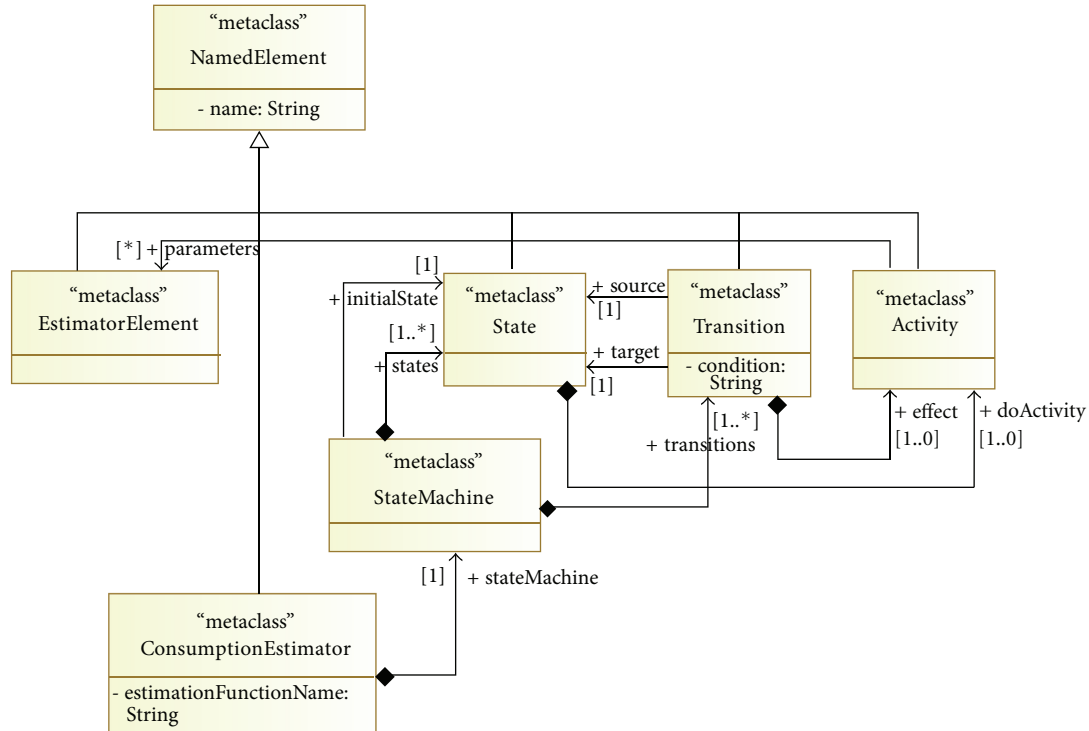 “metaclass”
NamedElement
- name: String
[*] + parameters
“metaclass”
EstimatorElement
[1]
+ initialState
[1..*]
+ states
“metaclass”
State
+ source
[1]
+ target
[1]
“metaclass”
Transition
- condition:
String
“metaclass”
Activity
[1..*]
+ transitions
+ effect
[1..0]
+ doActivity
[1..0]
“metaclass”
StateMachine
[1]
+ stateMachine
“metaclass”
ConsumptionEstimator
- estimationFunctionName:
String